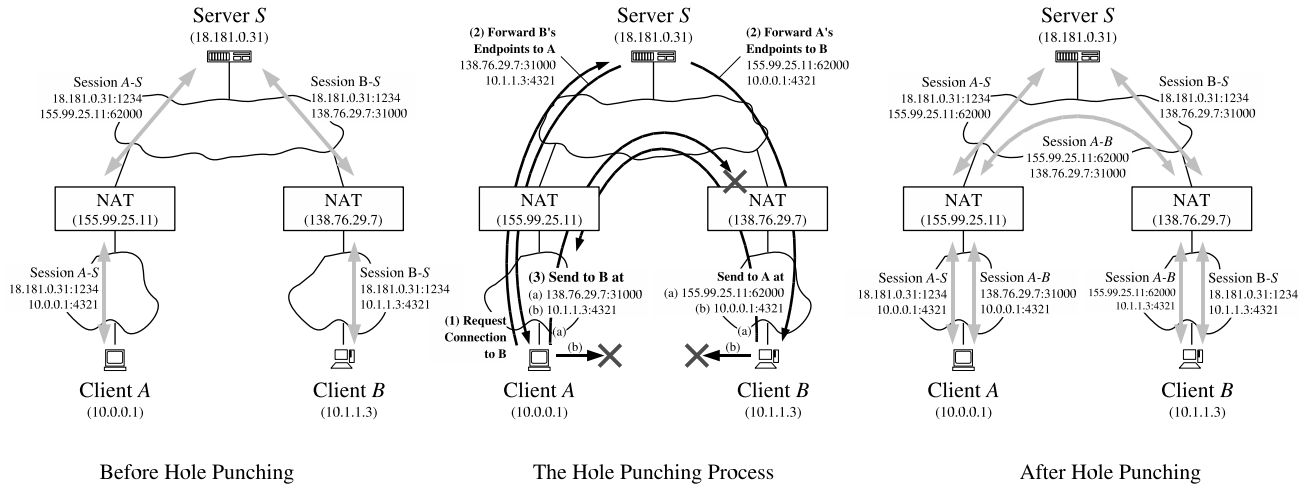 Server S
(18.181.0.31)
Session A-S
18.181.0.31:1234
155.99.25.11:62000
Session B-S
18.181.0.31:1234
138.76.29.7:31000
NAT
(155.99.25.11)
NAT
(138.76.29.7)
Session A-S
18.181.0.31:1234
10.0.0.1:4321
Session B-S
18.181.0.31:1234
10.1.1.3:4321
Client A
(10.0.0.1)
Client B
(10.1.1.3)
Before Hole Punching
Server S
(18.181.0.31)
(2) Forward B's
Endpoints to A
138.76.29.7:31000
10.1.1.3:4321
(2) Forward A's
Endpoints to B
155.99.25.11:62000
10.0.0.1:4321
NAT
(155.99.25.11)
NAT
(138.76.29.7)
(3) Send to B at
(a) 138.76.29.7:31000
(b) 10.1.1.3:4321
Send to A at
(a) 155.99.25.11:62000
(b) 10.0.0.1:4321
(1) Request
Connection
to B
(a)
(b)
(a)
(b)
Client A
(10.0.0.1)
Client B
(10.1.1.3)
The Hole Punching Process
Server S
(18.181.0.31)
Session A-S
18.181.0.31:1234
155.99.25.11:62000
Session B-S
18.181.0.31:1234
138.76.29.7:31000
Session A-B
155.99.25.11:62000
138.76.29.7:31000
NAT
(155.99.25.11)
NAT
(138.76.29.7)
Session A-S
18.181.0.31:1234
10.0.0.1:4321
Session A-B
138.76.29.7:31000
10.0.0.1:4321
Session A-B
155.99.25.11:62000
10.1.1.3:4321
Session B-S
18.181.0.31:1234
10.1.1.3:4321
Client A
(10.0.0.1)
Client B
(10.1.1.3)
After Hole Punching